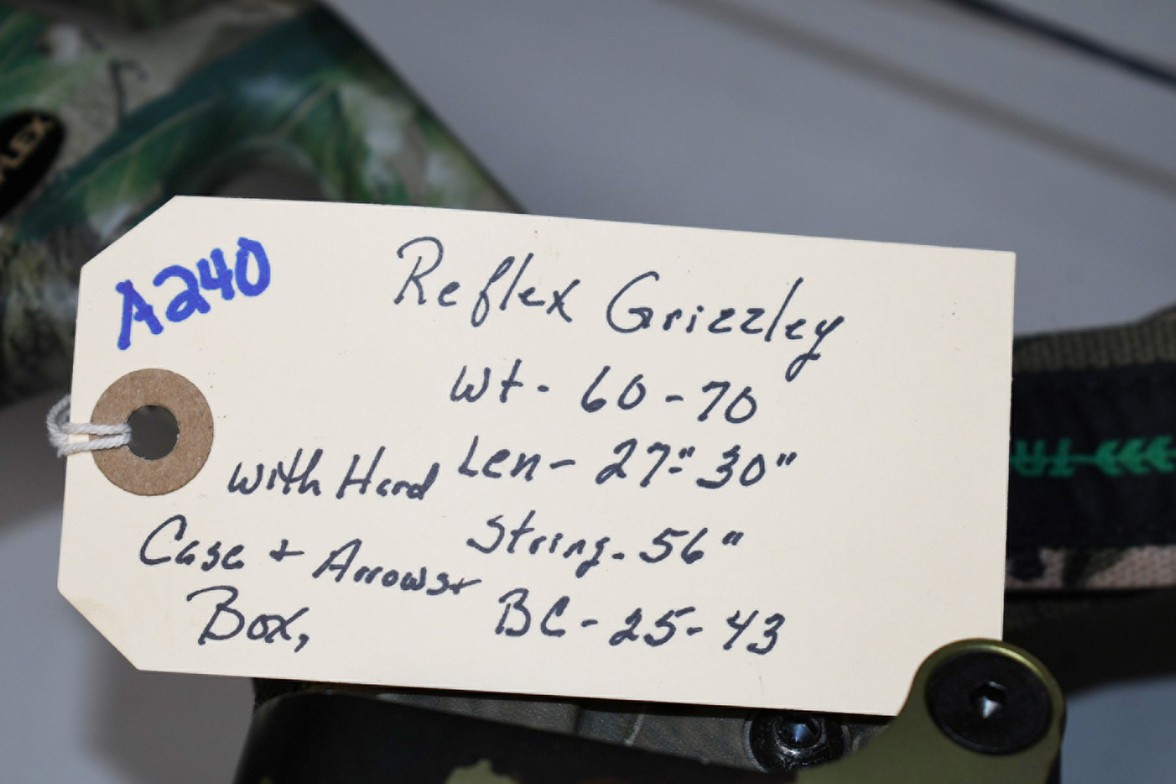 A240
Reflex Grizzley
Wt - 60-70
Len - 27"-30"
String - 56"
BC - 25-43
with Hard
Case + Arrows +
Box,
FLEX